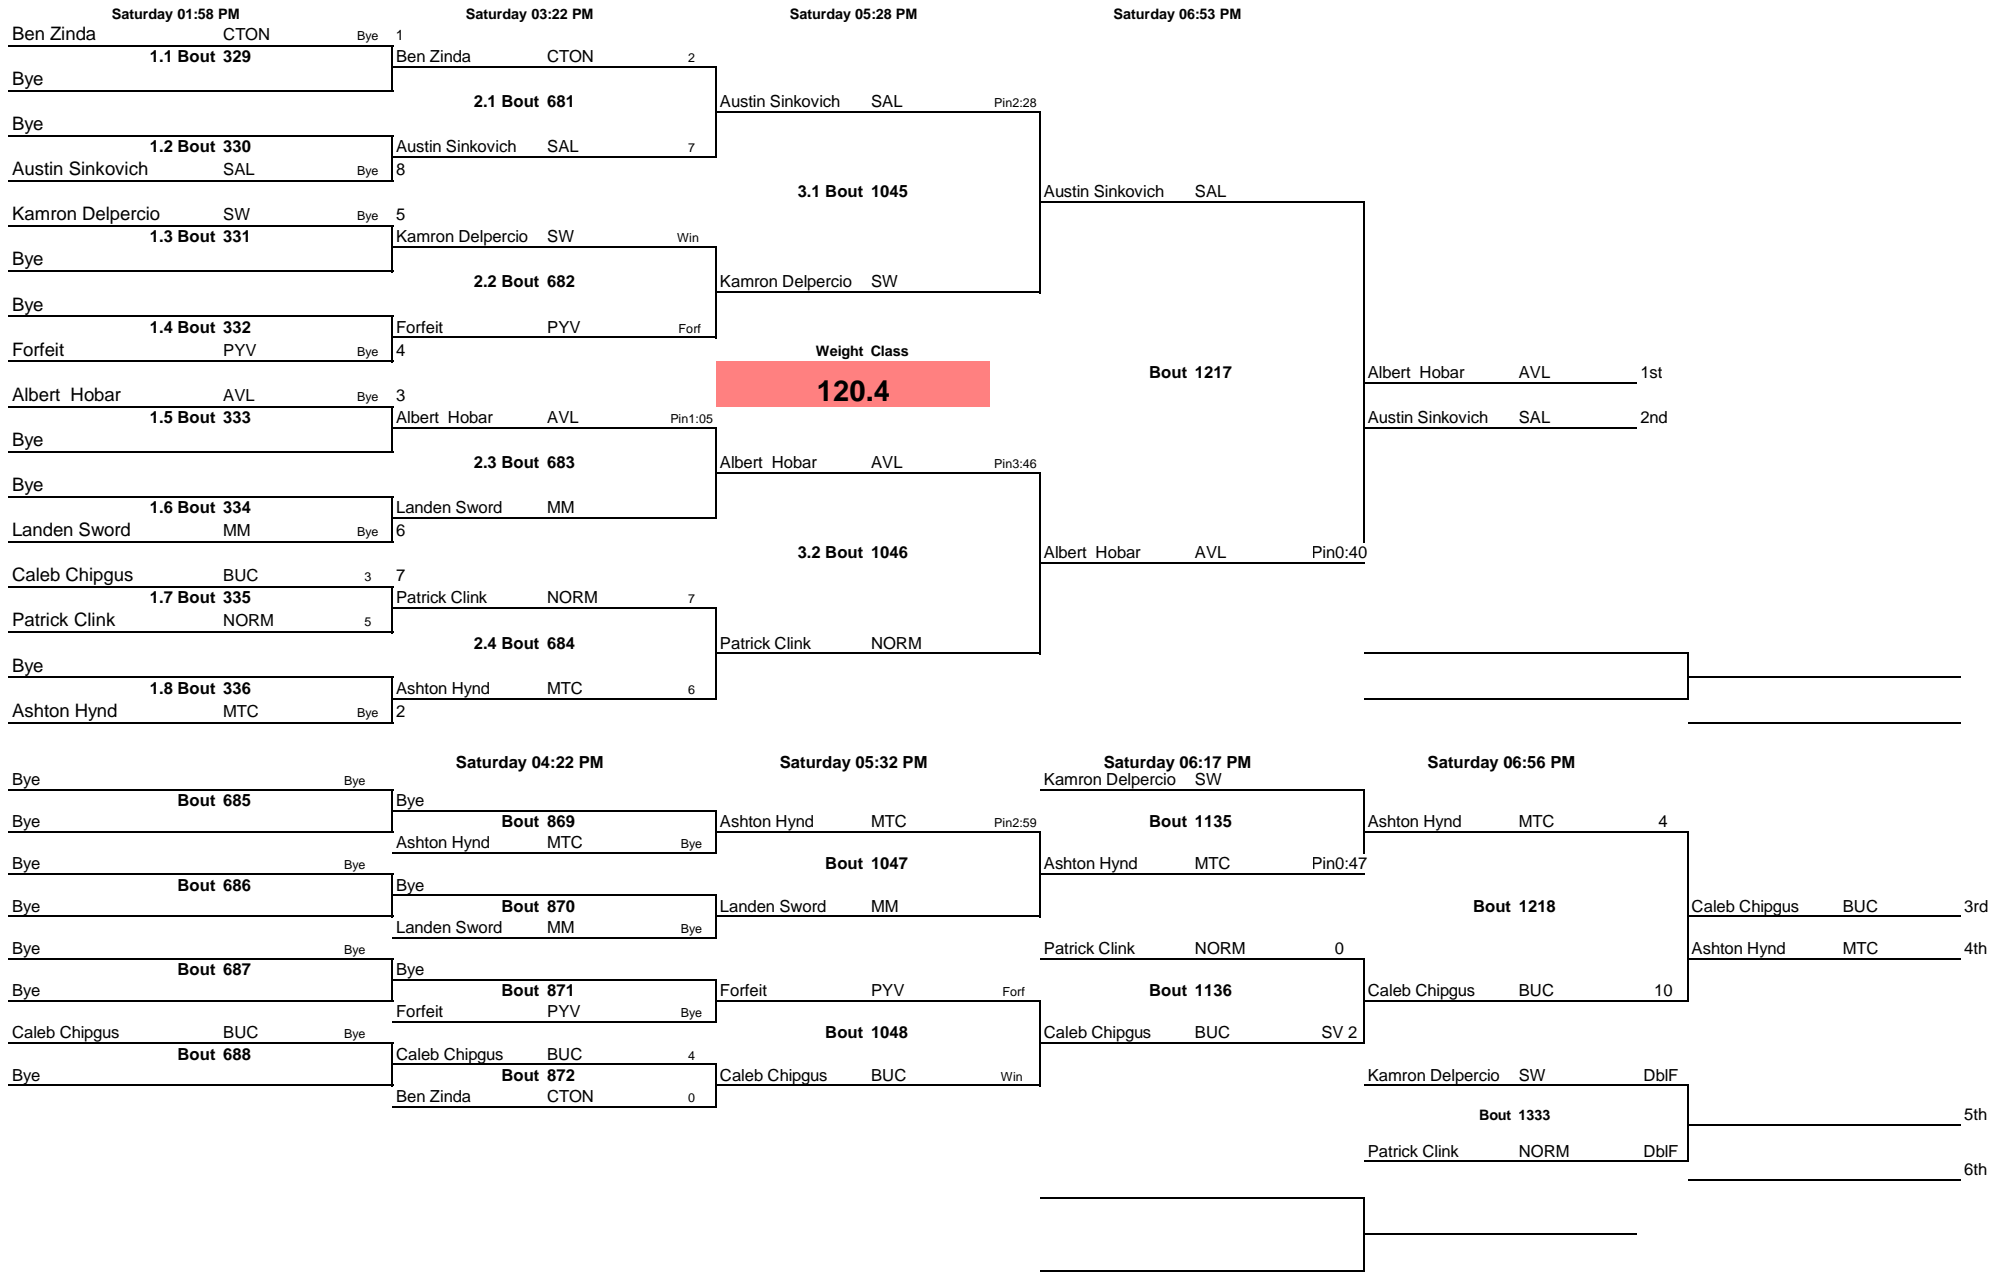 Saturday 01:58 PM Saturday 03:22 PM Saturday 05:28 PM Saturday 06:53 PM
Ben Zinda CTON Bye 1
1.1 Bout 329 Ben Zinda CTON 2
Bye
2.1 Bout 681 Austin Sinkovich SAL Pin2:28
Bye
1.2 Bout 330 Austin Sinkovich SAL 7
Austin Sinkovich SAL Bye 8
3.1 Bout 1045 Austin Sinkovich SAL
Kamron Delpercio SW Bye 5
1.3 Bout 331 Kamron Delpercio SW Win
Bye
2.2 Bout 682 Kamron Delpercio SW
Bye
1.4 Bout 332 Forfeit PYV Forf
Forfeit PYV Bye 4 Weight Class
Bout 1217 Albert Hobar AVL 1st
120.4
Albert Hobar AVL Bye 3
1.5 Bout 333 Albert Hobar AVL Pin1:05 Austin Sinkovich SAL 2nd
Bye
2.3 Bout 683 Albert Hobar AVL Pin3:46
Bye
1.6 Bout 334 Landen Sword MM
Landen Sword MM Bye 6
3.2 Bout 1046 Albert Hobar AVL Pin0:40
Caleb Chipgus BUC 3 7
1.7 Bout 335 Patrick Clink NORM 7
Patrick Clink NORM 5
2.4 Bout 684 Patrick Clink NORM
Bye
1.8 Bout 336 Ashton Hynd MTC 6
Ashton Hynd MTC Bye 2
Saturday 04:22 PM Saturday 05:32 PM Saturday 06:17 PM Saturday 06:56 PM
Bye Bye Kamron Delpercio SW
Bout 685 Bye
Bye Bout 869 Ashton Hynd MTC Pin2:59 Bout 1135 Ashton Hynd MTC 4
Ashton Hynd MTC Bye
Bye Bye Bout 1047 Ashton Hynd MTC Pin0:47
Bout 686 Bye
Bye Bout 870 Landen Sword MM Bout 1218 Caleb Chipgus BUC 3rd
Landen Sword MM Bye
Bye Bye Patrick Clink NORM 0 Ashton Hynd MTC 4th
Bout 687 Bye
Bye Bout 871 Forfeit PYV Forf Bout 1136 Caleb Chipgus BUC 10
Forfeit PYV Bye
Caleb Chipgus BUC Bye Bout 1048 Caleb Chipgus BUC SV 2
Bout 688 Caleb Chipgus BUC 4
Bye Bout 872 Caleb Chipgus BUC Win Kamron Delpercio SW DblF
Ben Zinda CTON 0
Bout 1333 5th
Patrick Clink NORM DblF
6th